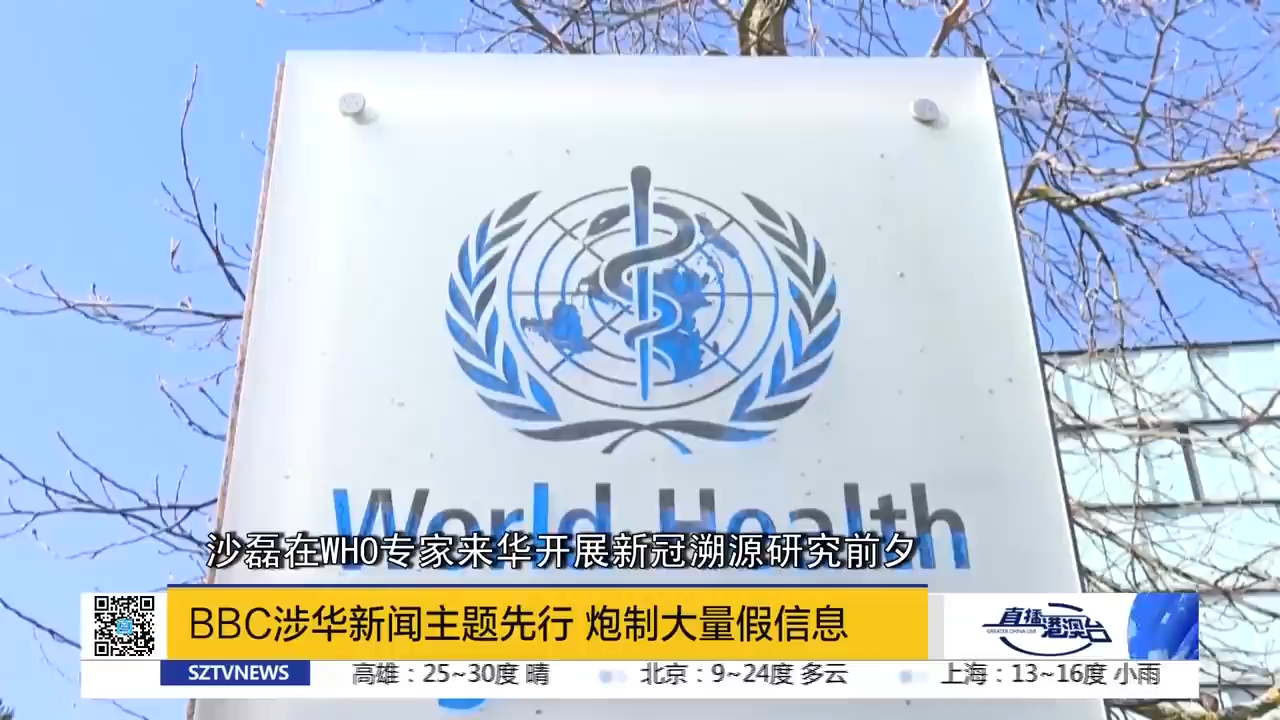 World Health
沙磊在WHO专家来华开展新冠溯源研究前夕
BBC涉华新闻主题先行 炮制大量假信息
直播港澳台
GREATER CHINA LIVE
SZTVNEWS
高雄：25~30度 晴
北京：9~24度 多云
上海：13~16度 小雨